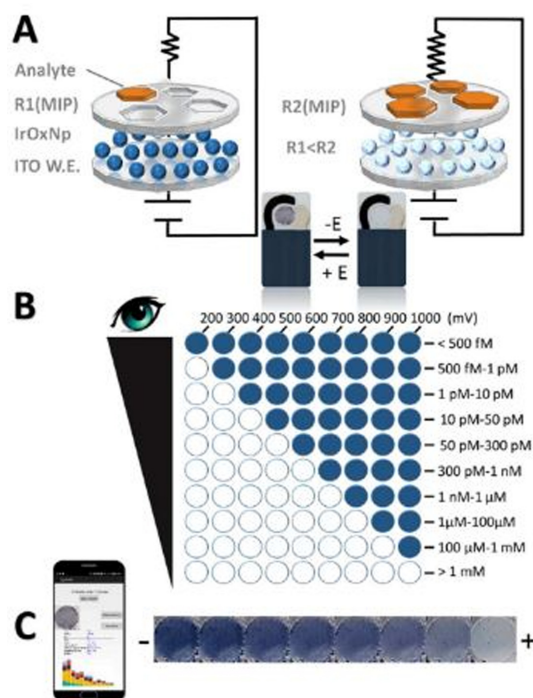 A
Analyte
R1(MIP)
IrOxNp
ITO W.E.
R2(MIP)
R1<R2
-E
+ E
B
200 300 400 500 600 700 800 900 1000 (mV)
< 500 fM
500 fM-1 pM
1 pM-10 pM
10 pM-50 pM
50 pM-300 pM
300 pM-1 nM
1 nM-1 µM
1µM-100µM
100 µM-1 mM
> 1 mM
C
- +